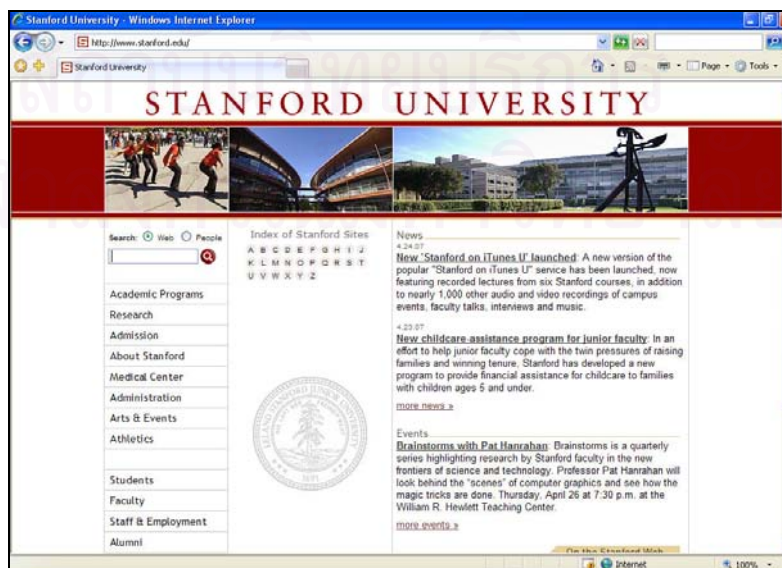 Stanford University - Windows Internet Explorer
http://www.stanford.edu/
Stanford University
Page
Tools
STANFORD UNIVERSITY
Search: Web People
Academic Programs
Research
Admission
About Stanford
Medical Center
Administration
Arts & Events
Athletics
Students
Faculty
Staff & Employment
Alumni
Index of Stanford Sites
A B C D E F G H I J
K L M N O P Q R S T
U V W X Y Z
News
4.24.07
New 'Stanford on iTunes U' launched: A new version of the
popular "Stanford on iTunes U" service has been launched, now
featuring recorded lectures from six Stanford courses, in addition
to nearly 1,000 other audio and video recordings of campus
events, faculty talks, interviews and music.
4.23.07
New childcare-assistance program for junior faculty: In an
effort to help junior faculty cope with the twin pressures of raising
families and winning tenure, Stanford has developed a new
program to provide financial assistance for childcare to families
with children ages 5 and under.
more news »
Events
Brainstorms with Pat Hanrahan: Brainstorms is a quarterly
series highlighting research by Stanford faculty in the new
frontiers of science and technology. Professor Pat Hanrahan will
look behind the "scenes" of computer graphics and see how the
magic tricks are done. Thursday, April 26 at 7:30 p.m. at the
William R. Hewlett Teaching Center.
more events »
On the Stanford Web
Internet
100%